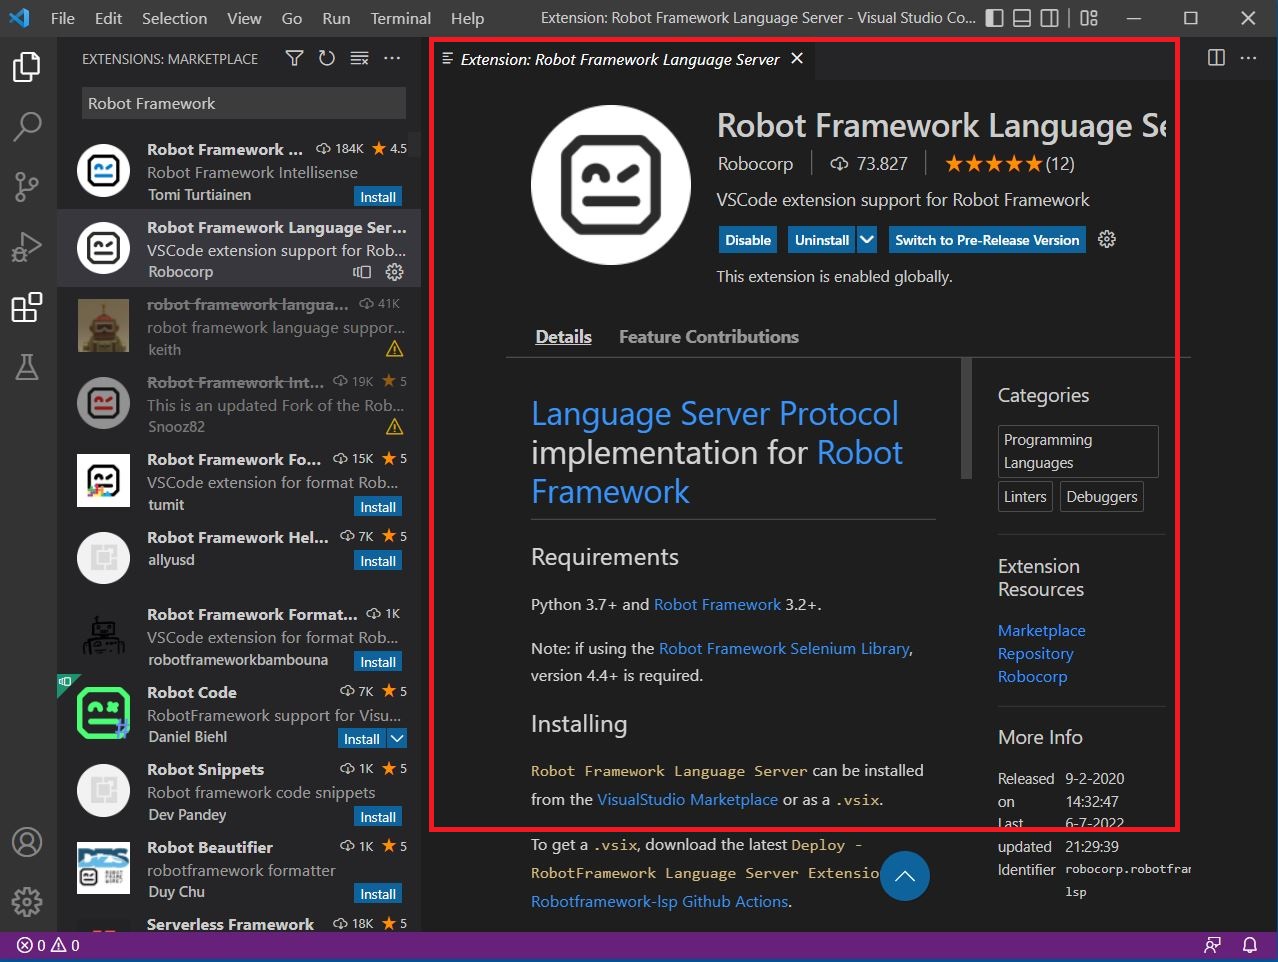 File Edit Selection View Go Run Terminal Help
Extension: Robot Framework Language Server - Visual Studio Co...
EXTENSIONS: MARKETPLACE
Robot Framework
Robot Framework ... 184K 4.5
Robot Framework Intellisense
Tomi Turtiainen Install
Robot Framework Language Ser...
VSCode extension support for Rob...
Robocorp
robot framework langua... 41K
robot framework language suppor...
keith
Robot Framework Int... 19K 5
This is an updated Fork of the Rob...
Snooz82
Robot Framework Fo... 15K 5
VSCode extension for format Rob...
tumit Install
Robot Framework Hel... 7K 5
allyusd Install
Robot Framework Format... 1K
VSCode extension for format Rob...
robotframeworkbambouna Install
Robot Code 7K 5
RobotFramework support for Visu...
Daniel Biehl Install
Robot Snippets 1K 5
Robot framework code snippets
Dev Pandey Install
Robot Beautifier 1K 5
robotframework formatter
Duy Chu Install
Serverless Framework 18K 5
Extension: Robot Framework Language Server
Robot Framework Language Se
Robocorp 73.827 (12)
VSCode extension support for Robot Framework
Disable Uninstall Switch to Pre-Release Version
This extension is enabled globally.
Details Feature Contributions
Language Server Protocol
implementation for Robot
Framework
Requirements
Python 3.7+ and Robot Framework 3.2+.
Note: if using the Robot Framework Selenium Library,
version 4.4+ is required.
Installing
Robot Framework Language Server can be installed
from the VisualStudio Marketplace or as a .vsix.
To get a .vsix, download the latest Deploy -
RobotFramework Language Server Extensio
Robotframework-lsp Github Actions.
Categories
Programming
Languages
Linters Debuggers
Extension
Resources
Marketplace
Repository
Robocorp
More Info
Released 9-2-2020
on 14:32:47
Last 6-7-2022
updated 21:29:39
Identifier robocorp.robotfram
lsp
0 0